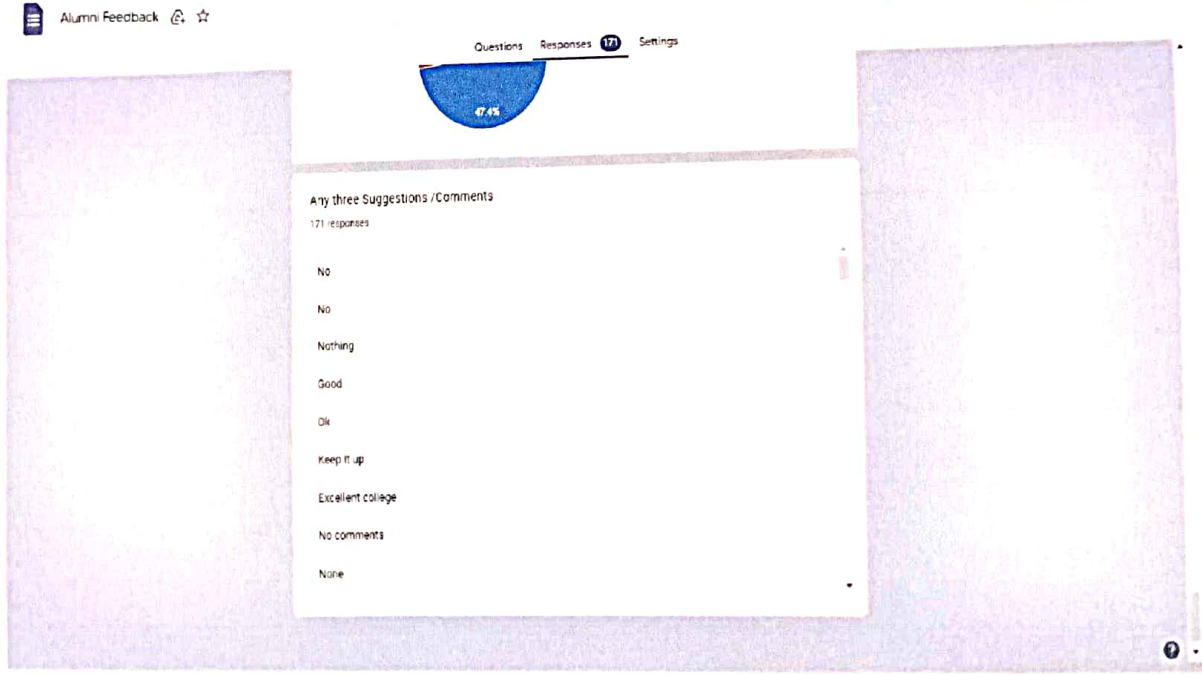 Alumni Feedback
Questions Responses 171 Settings
47.4%
Any three Suggestions /Comments
171 responses
No
No
Nothing
Good
Ok
Keep it up
Excellent college
No comments
None